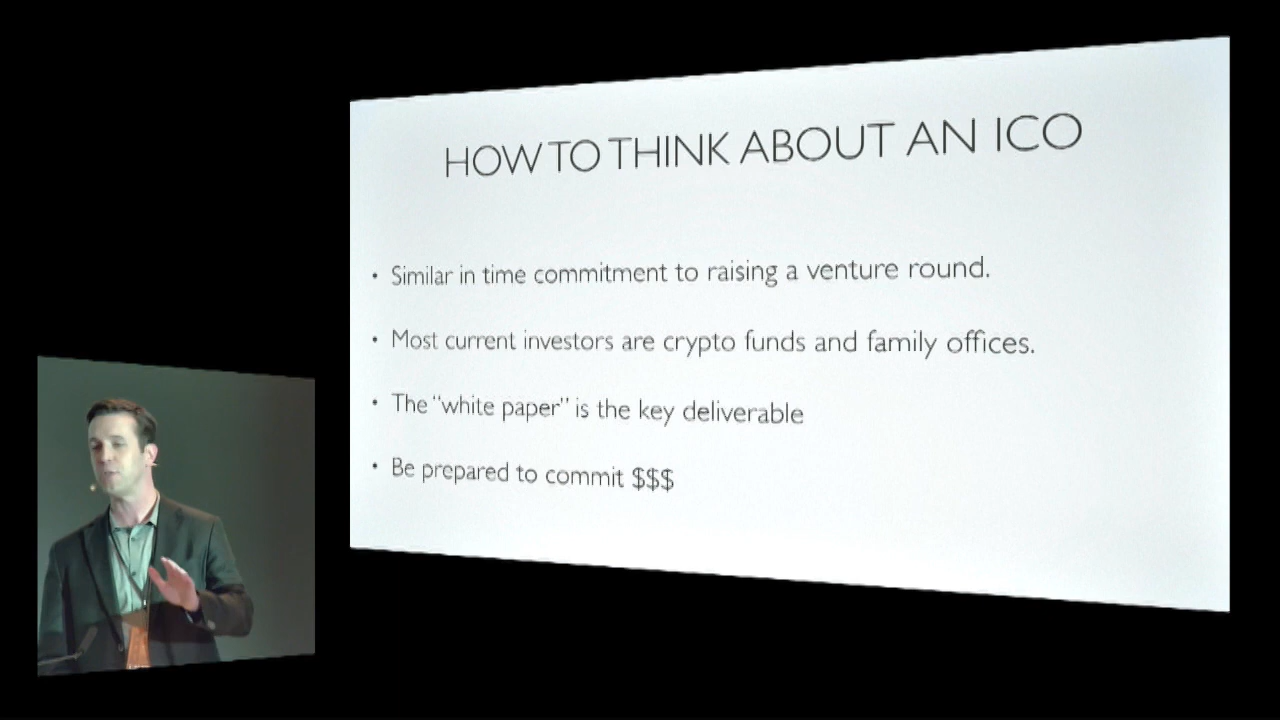 HOW TO THINK ABOUT AN ICO
• Similar in time commitment to raising a venture round.
• Most current investors are crypto funds and family offices.
• The “white paper” is the key deliverable
• Be prepared to commit $$$